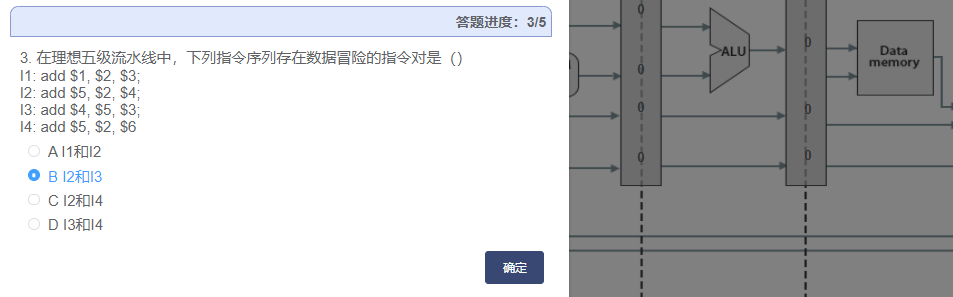 答题进度：3/5
3. 在理想五级流水线中，下列指令序列存在数据冒险的指令对是（）
I1: add $1, $2, $3;
I2: add $5, $2, $4;
I3: add $4, $5, $3;
I4: add $5, $2, $6
A I1和I2
B I2和I3
C I2和I4
D I3和I4
确定
0
0
0
0
ALU
0
0
0
0
Data
memory